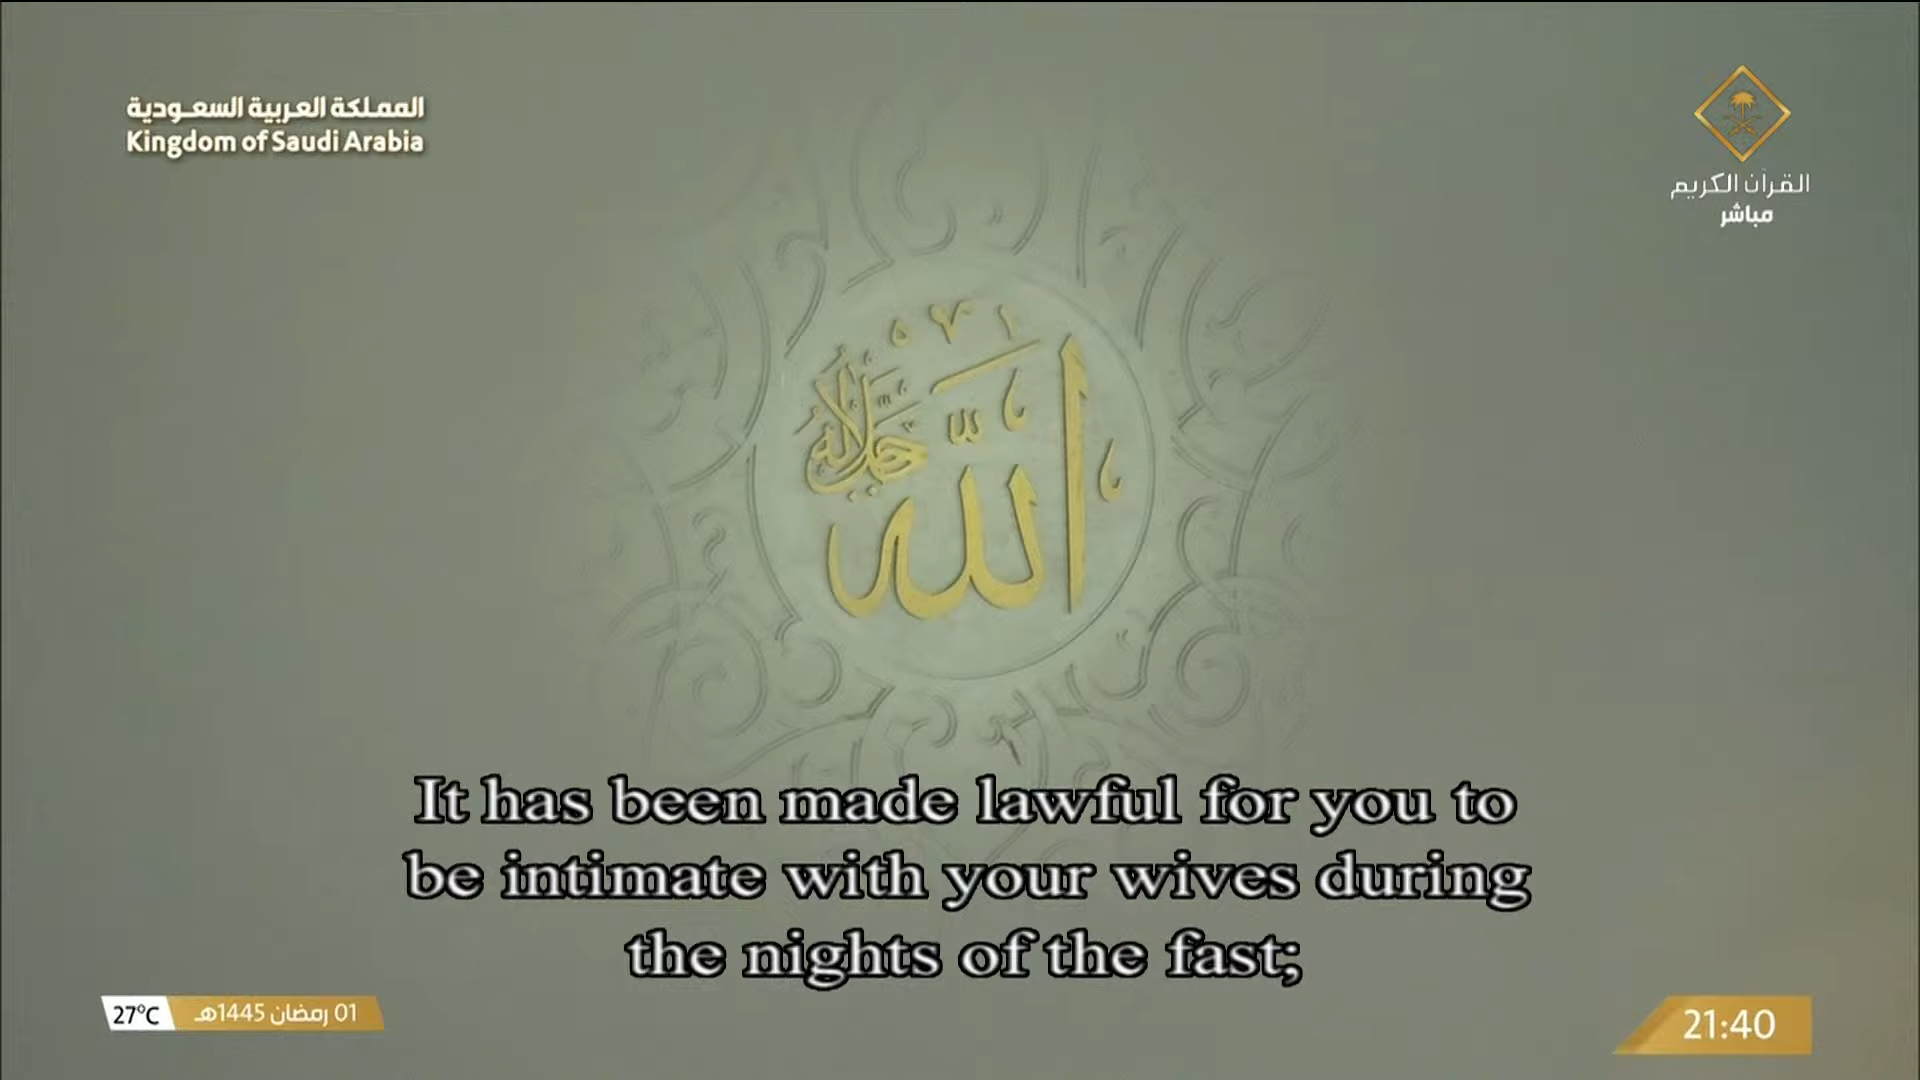 المملكة العربية السعودية
Kingdom of Saudi Arabia
القرآن الكريم
مباشر
الله
جل جلاله
It has been made lawful for you to
be intimate with your wives during
the nights of the fast;
27°C
01 رمضان 1445هـ
21:40